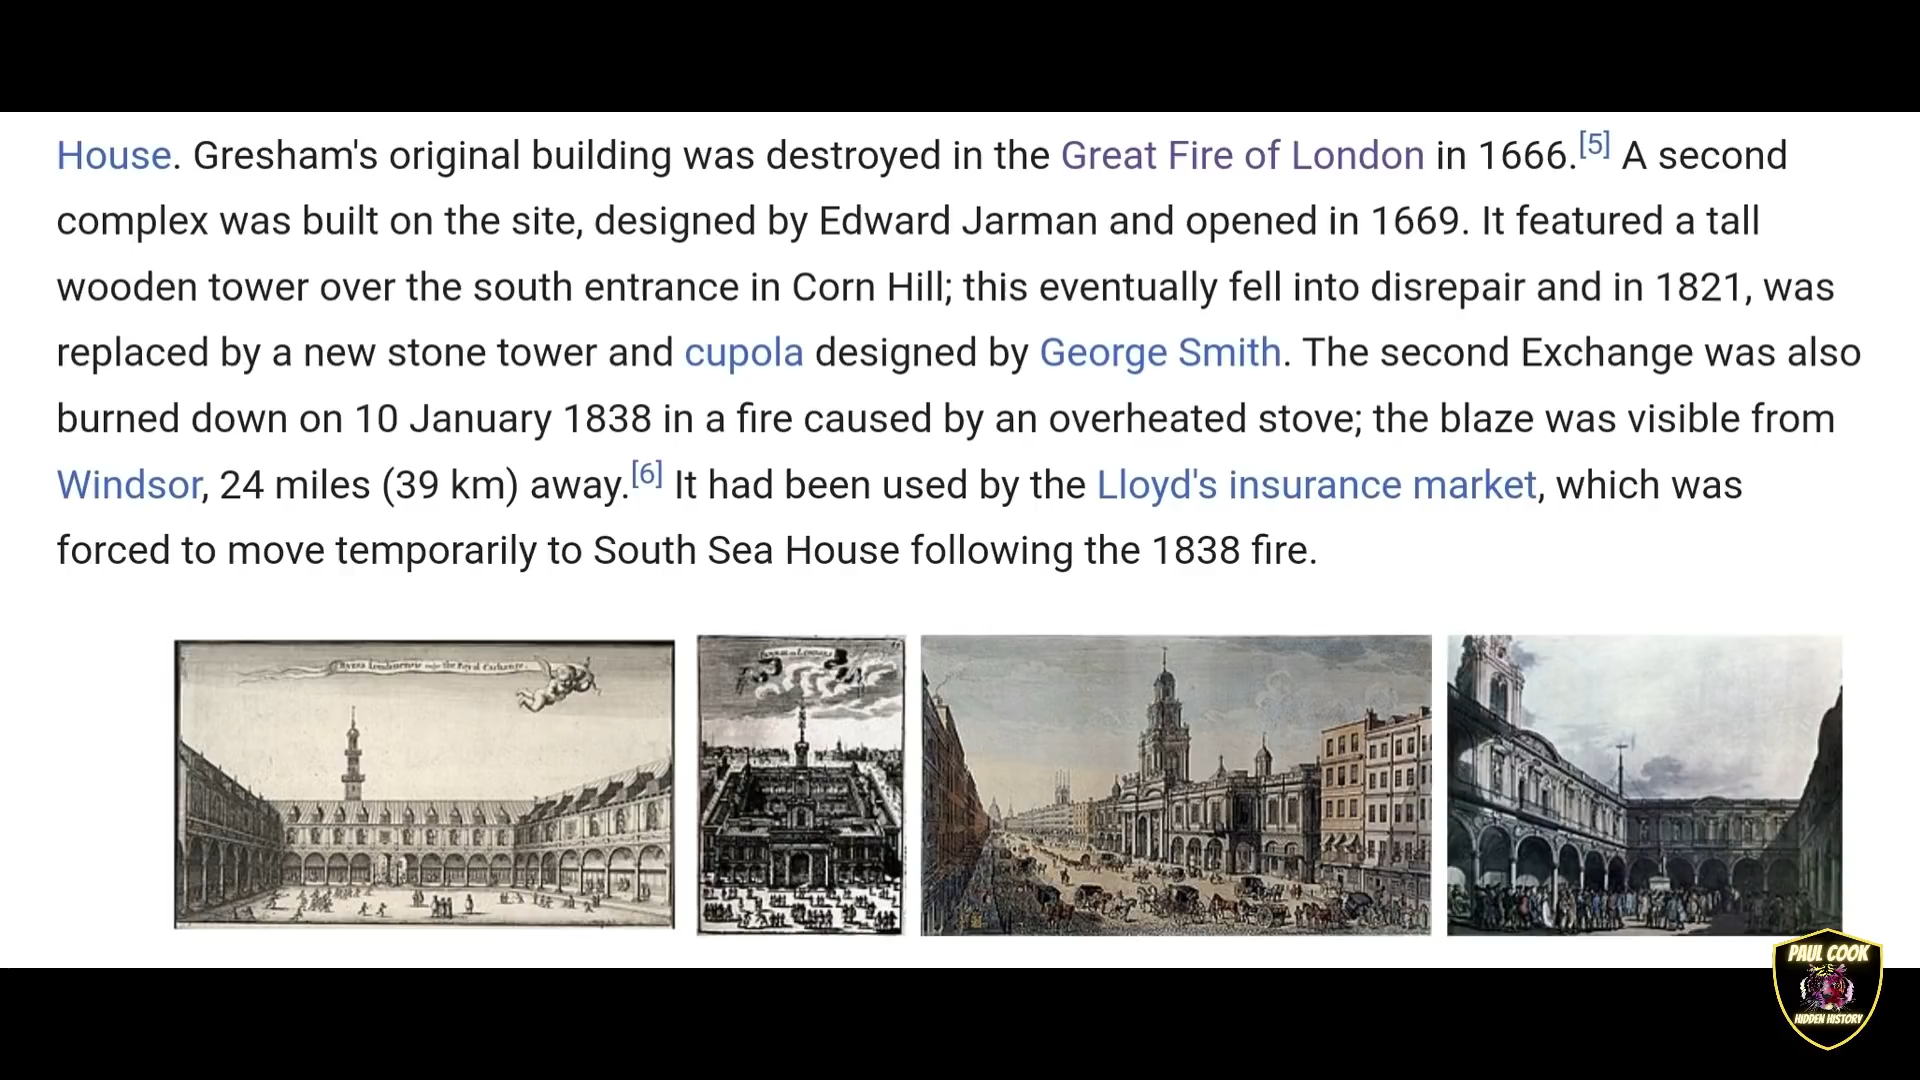 House. Gresham's original building was destroyed in the Great Fire of London in 1666.[5] A second
complex was built on the site, designed by Edward Jarman and opened in 1669. It featured a tall
wooden tower over the south entrance in Corn Hill; this eventually fell into disrepair and in 1821, was
replaced by a new stone tower and cupola designed by George Smith. The second Exchange was also
burned down on 10 January 1838 in a fire caused by an overheated stove; the blaze was visible from
Windsor, 24 miles (39 km) away.[6] It had been used by the Lloyd's insurance market, which was
forced to move temporarily to South Sea House following the 1838 fire.
the Royal Exchange.
PAUL COOK
HIDDEN HISTORY